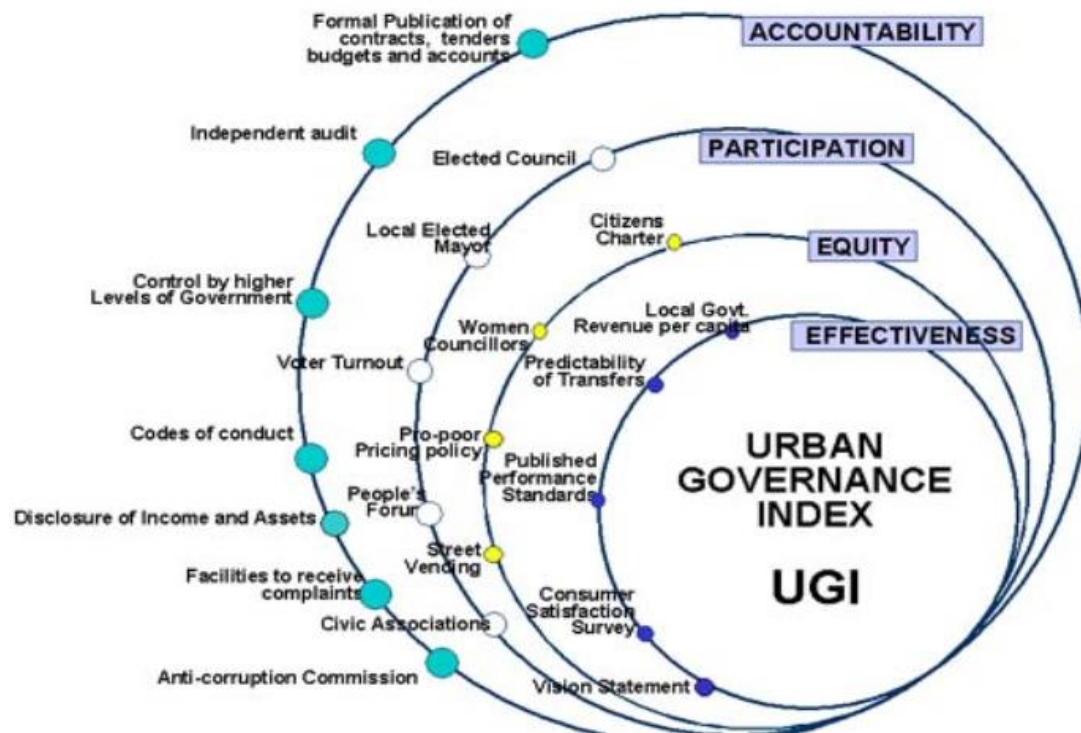 Formal Publication of
contracts, tenders
budgets and accounts
ACCOUNTABILITY
Independent audit
Elected Council
PARTICIPATION
Local Elected
Mayor
Citizens
Charter
EQUITY
Control by higher
Levels of Government
Women
Councillors
Local Govt.
Revenue per capita
EFFECTIVENESS
Voter Turnout
Predictability
of Transfers
Codes of conduct
Pro-poor
Pricing policy
Published
Performance
Standards
URBAN
GOVERNANCE
INDEX
UGI
People's
Forum
Disclosure of Income and Assets
Street
Vending
Facilities to receive
complaints
Consumer
Satisfaction
Survey
Civic Associations
Anti-corruption Commission
Vision Statement